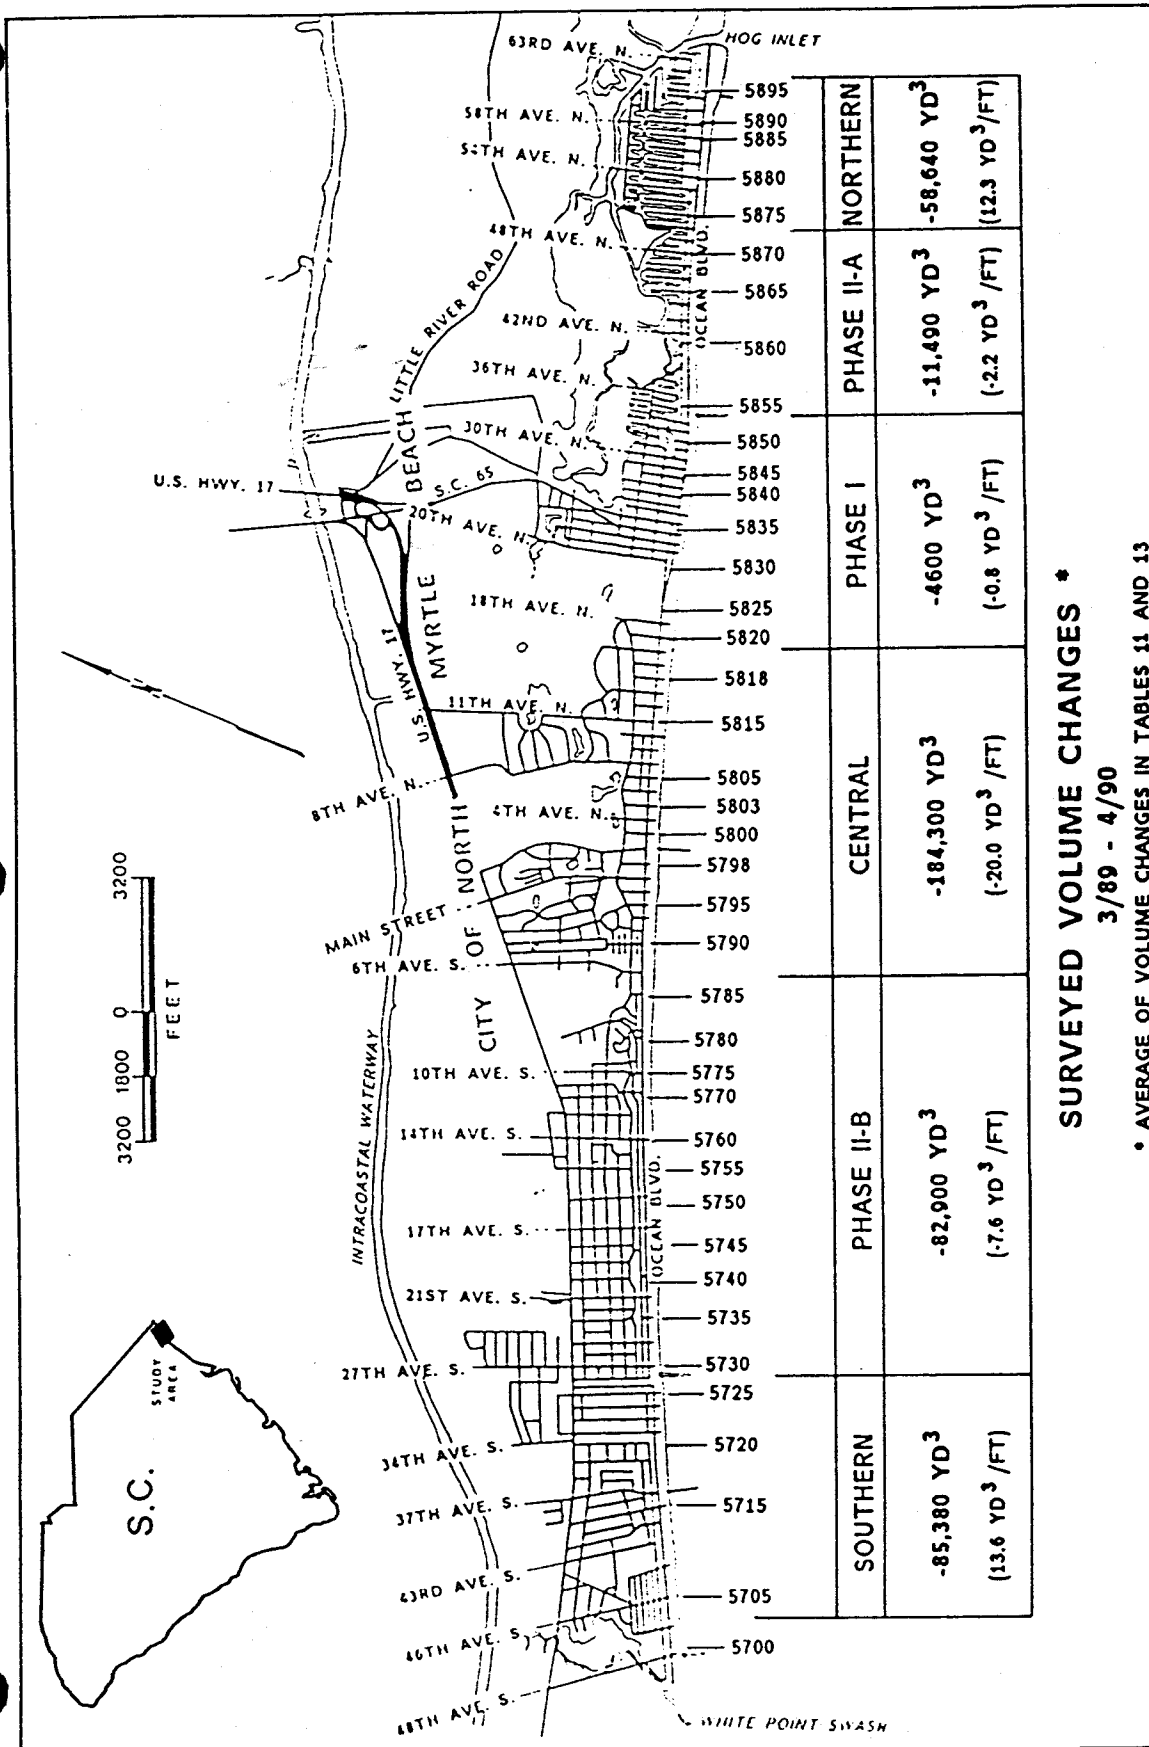 HOG INLET
63RD AVE. N.
58TH AVE. N.
54TH AVE. N.
48TH AVE. N.
42ND AVE. N.
36TH AVE. N.
30TH AVE. N.
S.C. 65
20TH AVE. N.
18TH AVE. N.
11TH AVE. N.
8TH AVE. N.
4TH AVE. N.
MAIN STREET
6TH AVE. S.
10TH AVE. S.
14TH AVE. S.
17TH AVE. S.
21ST AVE. S.
27TH AVE. S.
34TH AVE. S.
37TH AVE. S.
43RD AVE. S.
46TH AVE. S.
48TH AVE. S.
WHITE POINT SWASH
LITTLE RIVER ROAD
U.S. HWY. 17
U.S. HWY. 17
CITY OF NORTH MYRTLE BEACH
INTRACOASTAL WATERWAY
OCEAN BLVD.
OCEAN BLVD.
3200 1800 0 3200
FEET
S.C.
STUDY
AREA
5895
5890
5885
5880
5875
5870
5865
5860
5855
5850
5845
5840
5835
5830
5825
5820
5818
5815
5805
5803
5800
5798
5795
5790
5785
5780
5775
5770
5760
5755
5750
5745
5740
5735
5730
5725
5720
5715
5705
5700
SOUTHERN PHASE II-B CENTRAL PHASE I PHASE II-A NORTHERN
-85,380 YD³ -82,900 YD³ -184,300 YD³ -4600 YD³ -11,490 YD³ -58,640 YD³
(13.6 YD³/FT) (-7.6 YD³/FT) (-20.0 YD³/FT) (-0.8 YD³/FT) (-2.2 YD³/FT) (12.3 YD³/FT)
SURVEYED VOLUME CHANGES *
3/89 - 4/90
* AVERAGE OF VOLUME CHANGES IN TABLES 11 AND 13